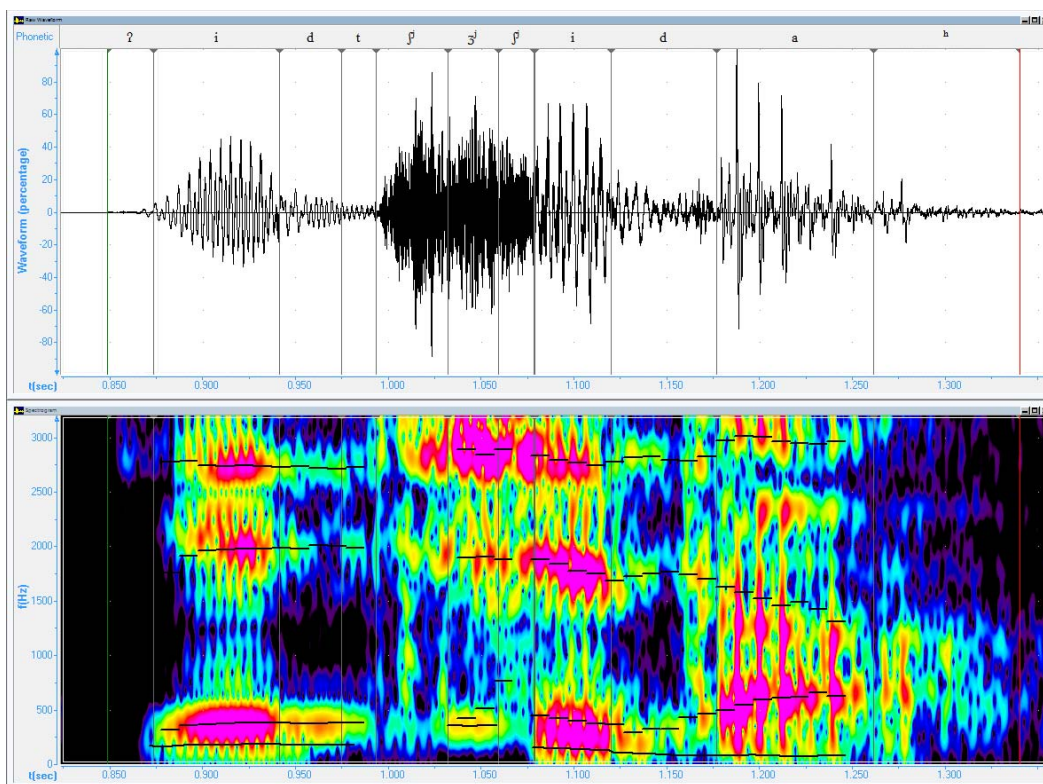 Raw Waveform
Phonetic ʔ i d t ʃʲ ʒʲ ʃʲ i d a ʰ
Waveform (percentage)
80
60
40
20
0
-20
-40
-60
-80
t(sec) 0.850 0.900 0.950 1.000 1.050 1.100 1.150 1.200 1.250 1.300
Spectrogram
f(Hz)
3000
2500
2000
1500
1000
500
0
t(sec) 0.850 0.900 0.950 1.000 1.050 1.100 1.150 1.200 1.250 1.300